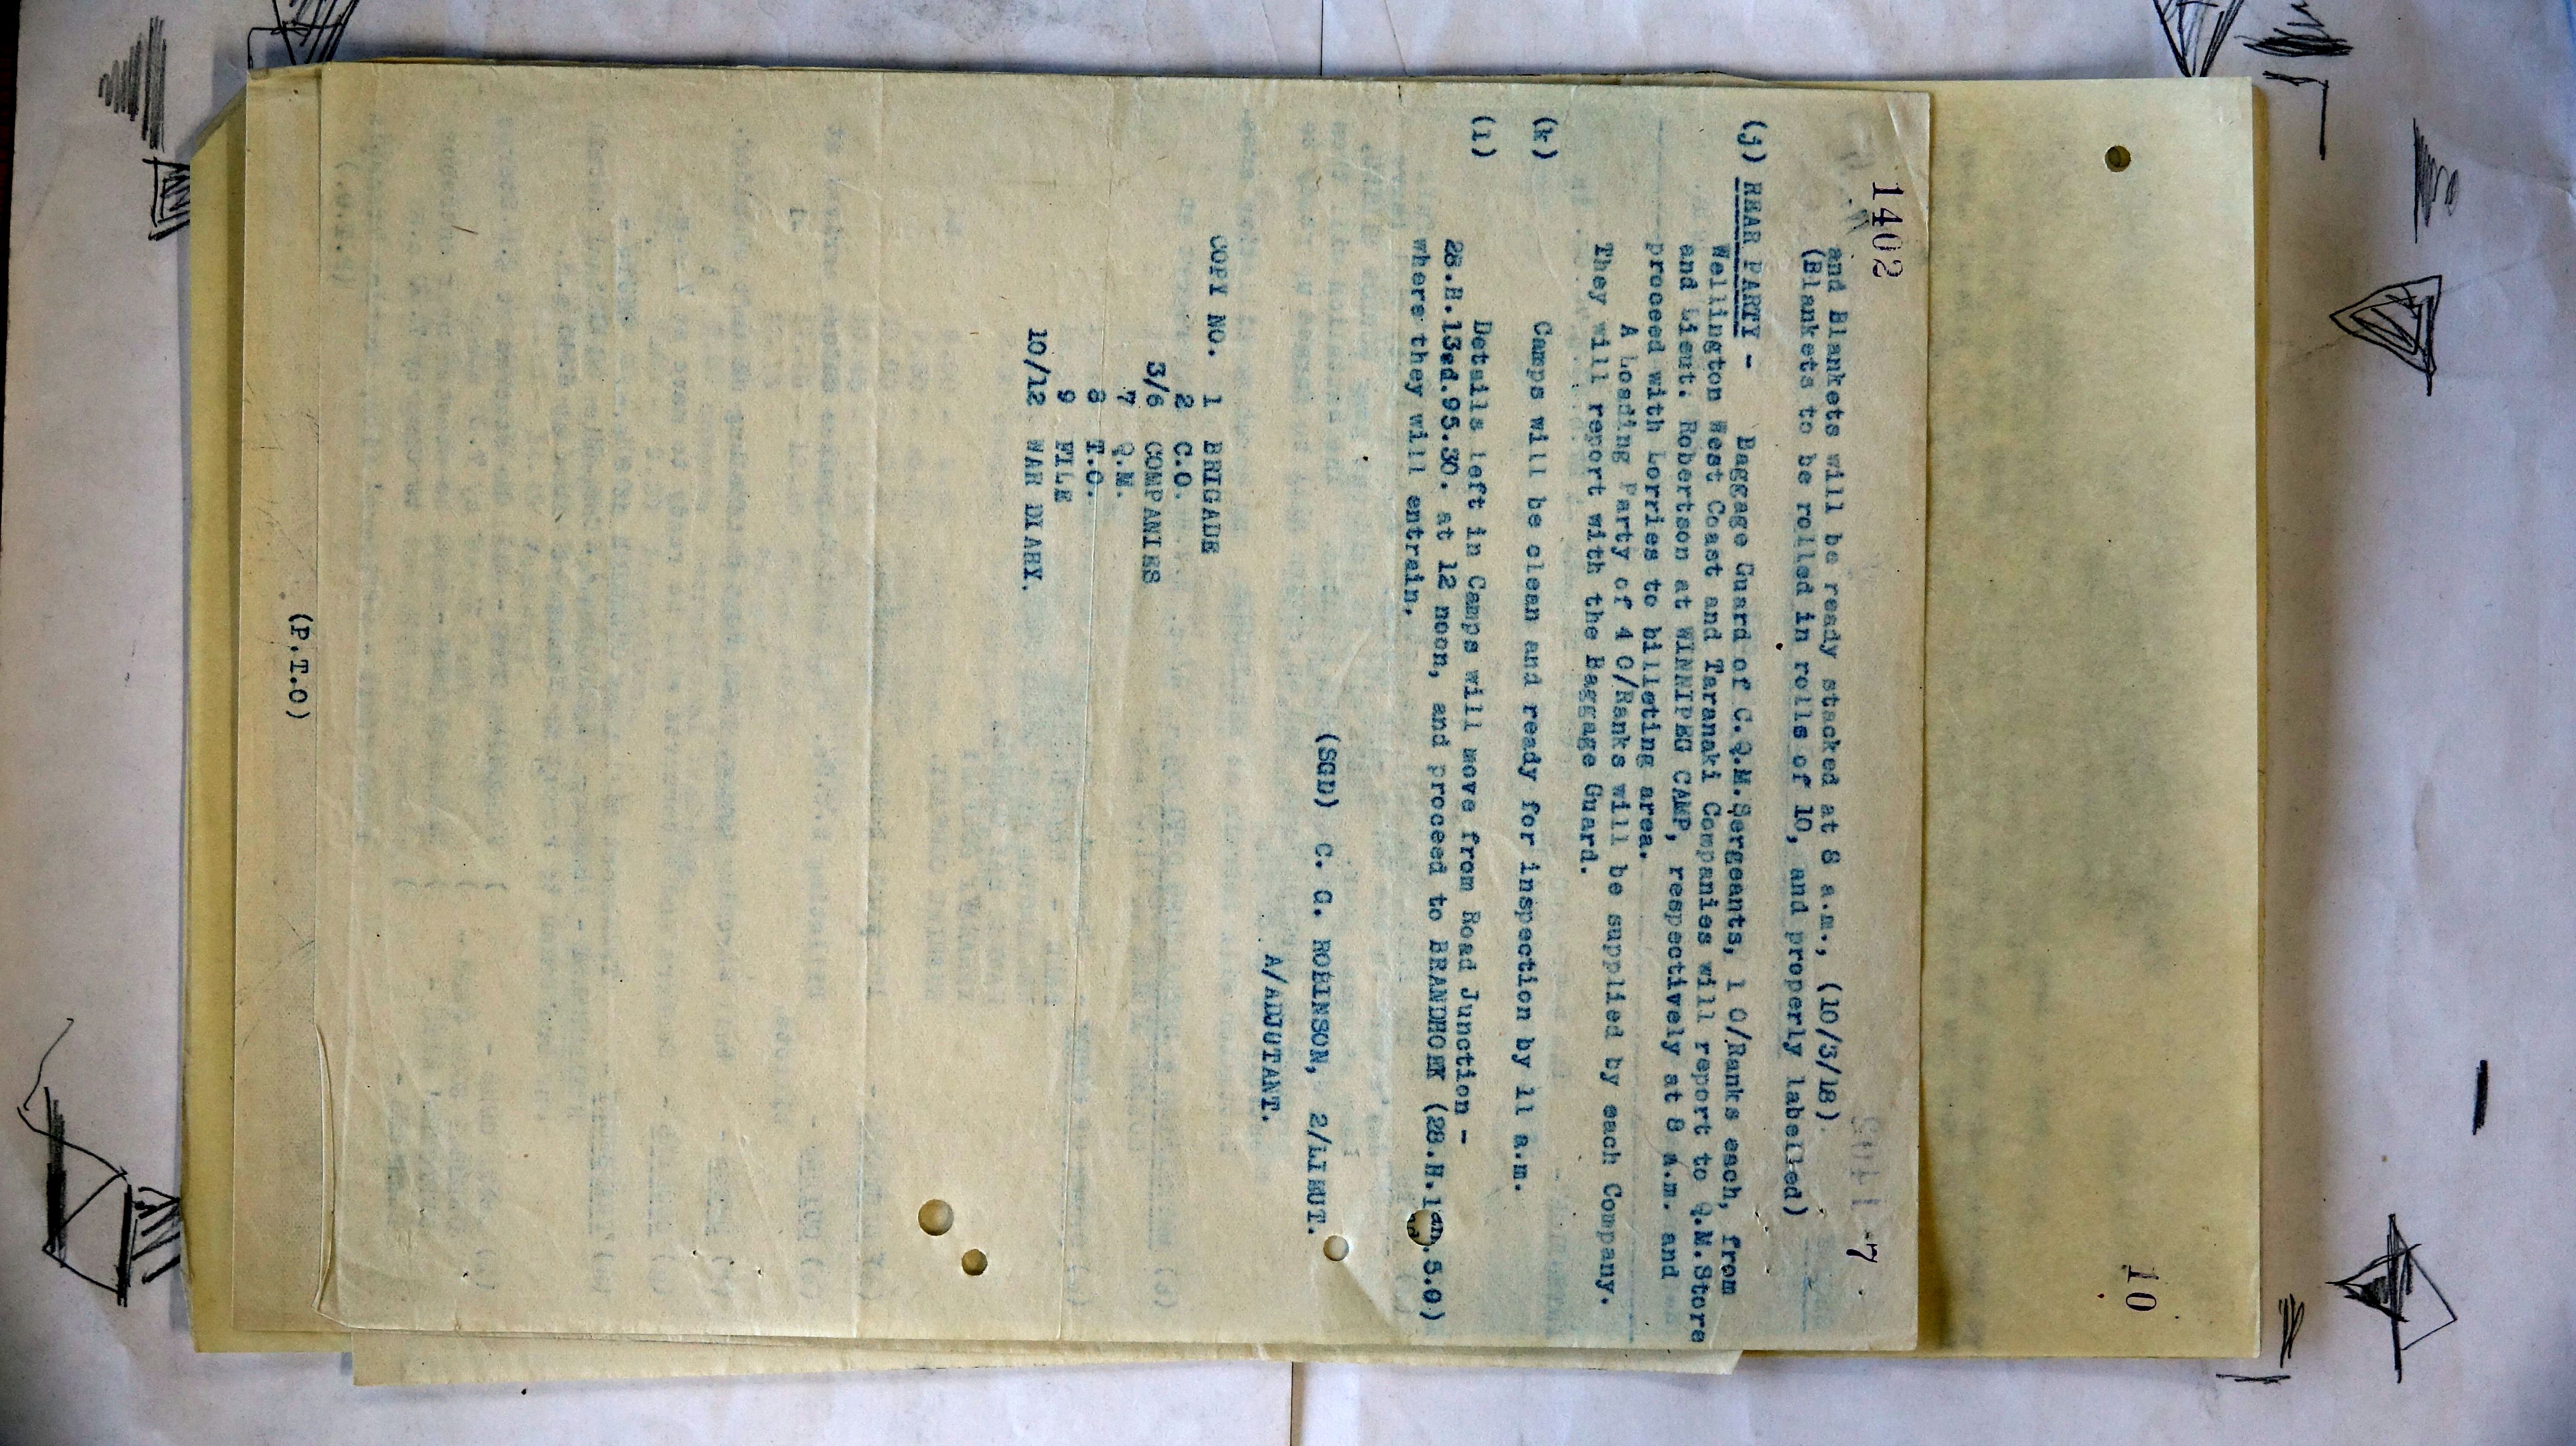 1402
7
and Blankets will be ready stacked at 8 a.m., (10/3/18).
(Blankets to be rolled in rolls of 10, and properly labelled)
(j) REAR PARTY - Baggage Guard of C.Q.M.Sergeants, 1 O/Ranks each, from
Wellington West Coast and Taranaki Companies will report to Q.M.Store
and Lieut. Robertson at WINNIPEG CAMP, respectively at 8 a.m. and
proceed with Lorries to billeting area.
A Loading Party of 4 O/Ranks will be supplied by each Company.
They will report with the Baggage Guard.
(k) Camps will be clean and ready for inspection by 11 a.m.
(l) Details left in Camps will move from Road Junction -
28.H.13.d.95.30. at 12 noon, and proceed to BRANDHOEK (28.H. 5.0)
where they will entrain.
(SGD) C. G. ROBINSON, 2/LIEUT.
A/ADJUTANT.
COPY NO. 1 BRIGADE
2 C.O.
3/6 COMPANIES
7 Q.M.
8 T.O.
9 FILE
10/12 WAR DIARY.
(P.T.O)
10